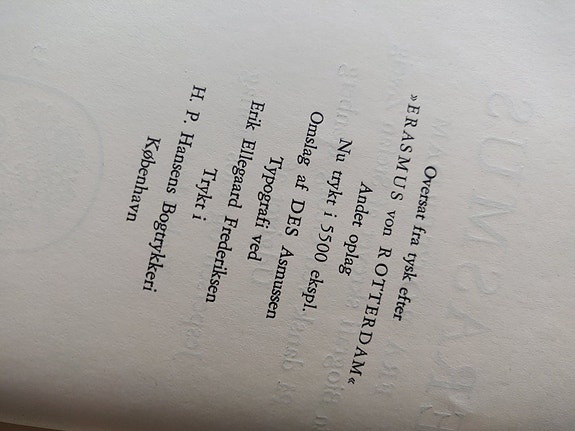 Oversat fra tysk efter
»ERASMUS von ROTTERDAM«
Andet oplag
Nu trykt i 5500 ekspl.
Omslag af DES Asmussen
Typografi ved
Erik Ellegaard Frederiksen
Trykt i
H. P. Hansens Bogtrykkeri
København